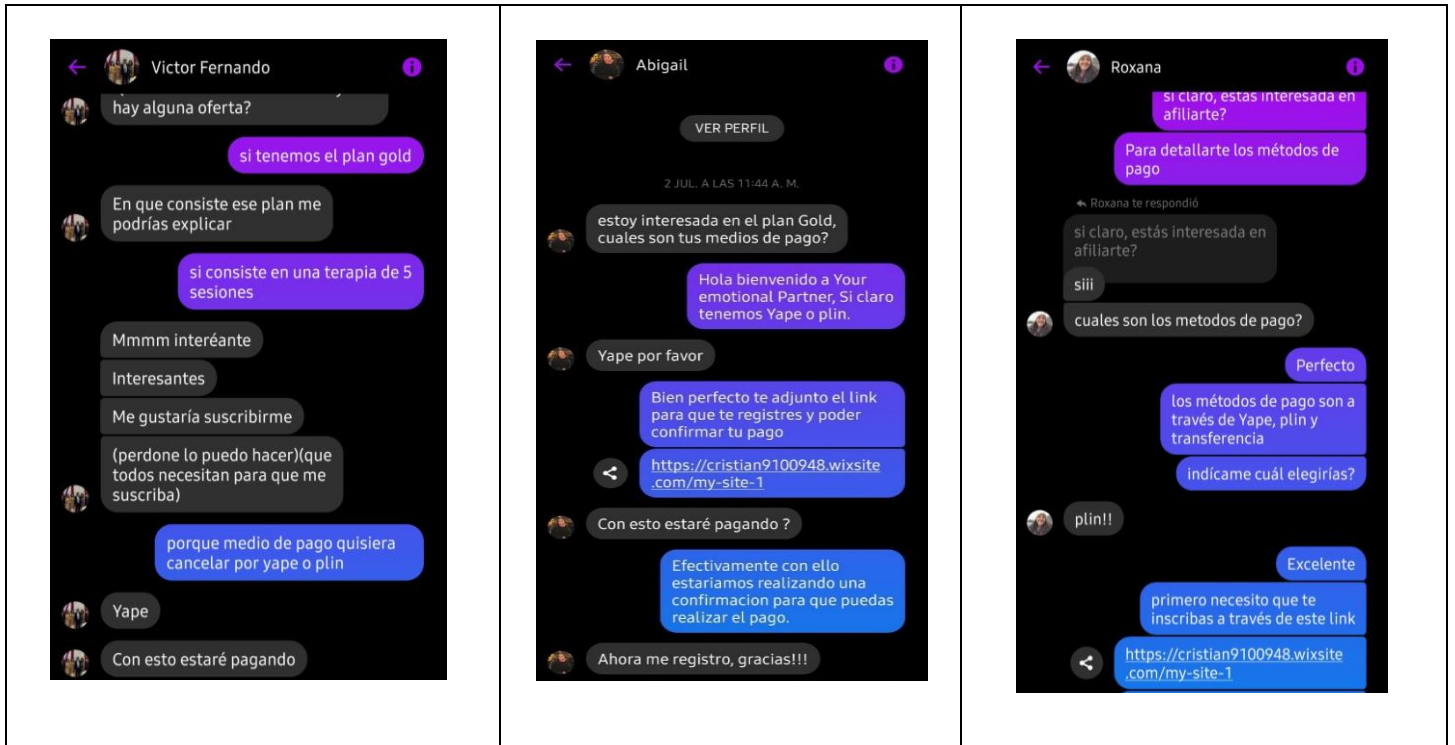 Victor Fernando
hay alguna oferta?
si tenemos el plan gold
En que consiste ese plan me
podrías explicar
si consiste en una terapia de 5
sesiones
Mmmm interéante
Interesantes
Me gustaría suscribirme
(perdone lo puedo hacer)(que
todos necesitan para que me
suscriba)
porque medio de pago quisiera
cancelar por yape o plin
Yape
Con esto estaré pagando
Abigail
VER PERFIL
2 JUL. A LAS 11:44 A. M.
estoy interesada en el plan Gold,
cuales son tus medios de pago?
Hola bienvenido a Your
emotional Partner, Si claro
tenemos Yape o plin.
Yape por favor
Bien perfecto te adjunto el link
para que te registres y poder
confirmar tu pago
https://cristian9100948.wixsite
.com/my-site-1
Con esto estaré pagando ?
Efectivamente con ello
estariamos realizando una
confirmacion para que puedas
realizar el pago.
Ahora me registro, gracias!!!
Roxana
si claro, estás interesada en
afiliarte?
Para detallarte los métodos de
pago
Roxana te respondió
si claro, estás interesada en
afiliarte?
siii
cuales son los metodos de pago?
Perfecto
los métodos de pago son a
través de Yape, plin y
transferencia
indícame cuál elegirías?
plin!!
Excelente
primero necesito que te
inscribas a través de este link
https://cristian9100948.wixsite
.com/my-site-1